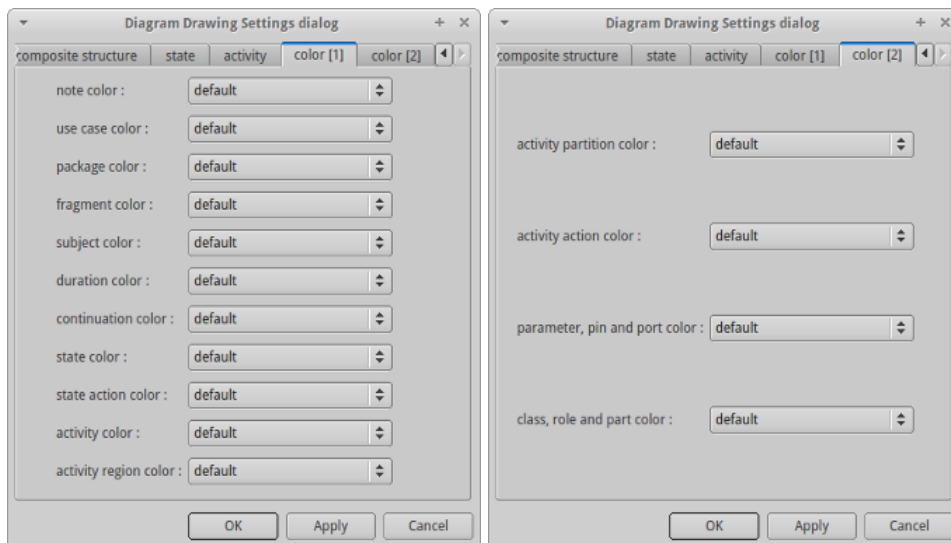 Diagram Drawing Settings dialog
composite structure state activity color [1] color [2]
note color : default
use case color : default
package color : default
fragment color : default
subject color : default
duration color : default
continuation color : default
state color : default
state action color : default
activity color : default
activity region color : default
OK Apply Cancel
Diagram Drawing Settings dialog
composite structure state activity color [1] color [2]
activity partition color : default
activity action color : default
parameter, pin and port color : default
class, role and part color : default
OK Apply Cancel